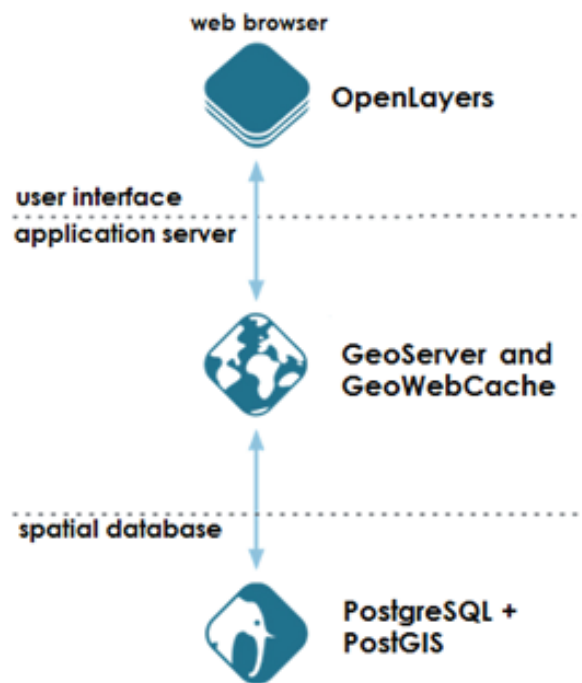 web browser
OpenLayers
user interface
application server
GeoServer and
GeoWebCache
spatial database
PostgreSQL +
PostGIS